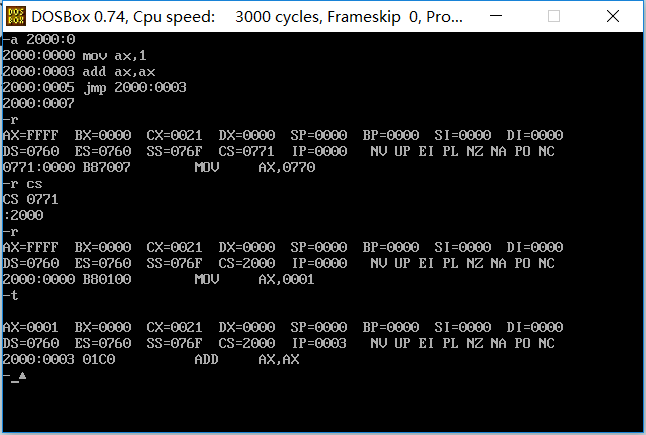 DOS
BOX
DOSBox 0.74, Cpu speed: 3000 cycles, Frameskip 0, Pro...
-a 2000:0
2000:0000 mov ax,1
2000:0003 add ax,ax
2000:0005 jmp 2000:0003
2000:0007
-r
AX=FFFF BX=0000 CX=0021 DX=0000 SP=0000 BP=0000 SI=0000 DI=0000
DS=0760 ES=0760 SS=076F CS=0771 IP=0000 NV UP EI PL NZ NA PO NC
0771:0000 B87007 MOV AX,0770
-r cs
CS 0771
:2000
-r
AX=FFFF BX=0000 CX=0021 DX=0000 SP=0000 BP=0000 SI=0000 DI=0000
DS=0760 ES=0760 SS=076F CS=2000 IP=0000 NV UP EI PL NZ NA PO NC
2000:0000 B80100 MOV AX,0001
-t
AX=0001 BX=0000 CX=0021 DX=0000 SP=0000 BP=0000 SI=0000 DI=0000
DS=0760 ES=0760 SS=076F CS=2000 IP=0003 NV UP EI PL NZ NA PO NC
2000:0003 01C0 ADD AX,AX
-_▲